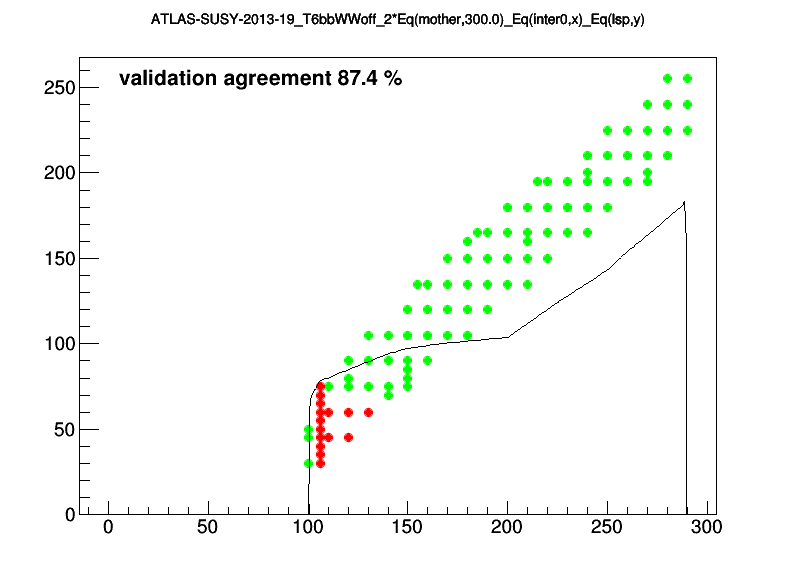 ATLAS-SUSY-2013-19_T6bbWWoff_2*Eq(mother,300.0)_Eq(inter0,x)_Eq(lsp,y)
validation agreement 87.4 %
250
200
150
100
50
0
0 50 100 150 200 250 300